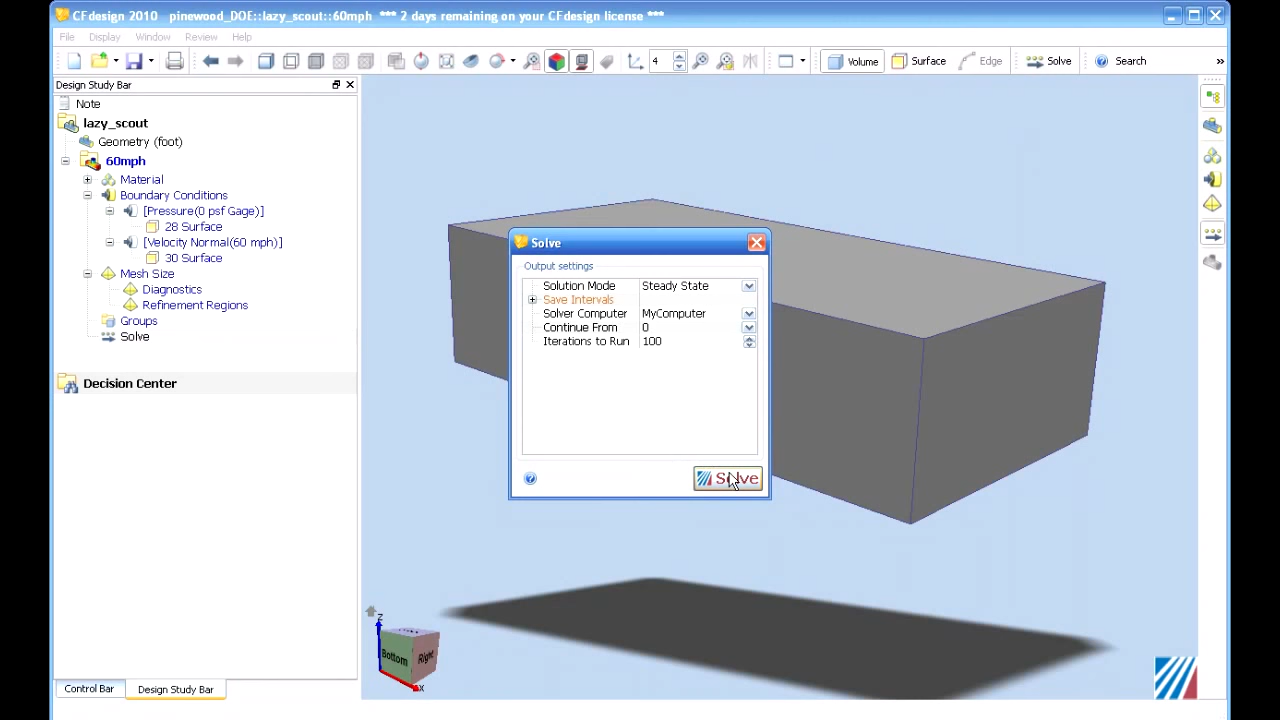 CFdesign 2010 pinewood_DOE::lazy_scout::60mph *** 2 days remaining on your CFdesign license ***
File Display Window Review Help
4 Volume Surface Edge Solve Search »
Design Study Bar
Note
lazy_scout
Geometry (foot)
60mph
Material
Boundary Conditions
[Pressure(0 psf Gage)]
28 Surface
[Velocity Normal(60 mph)]
30 Surface
Mesh Size
Diagnostics
Refinement Regions
Groups
Solve
Decision Center
Solve
Output settings
Solution Mode Steady State
Save Intervals
Solver Computer MyComputer
Continue From 0
Iterations to Run 100
Solve
Z
Bottom Right
X
Control Bar Design Study Bar